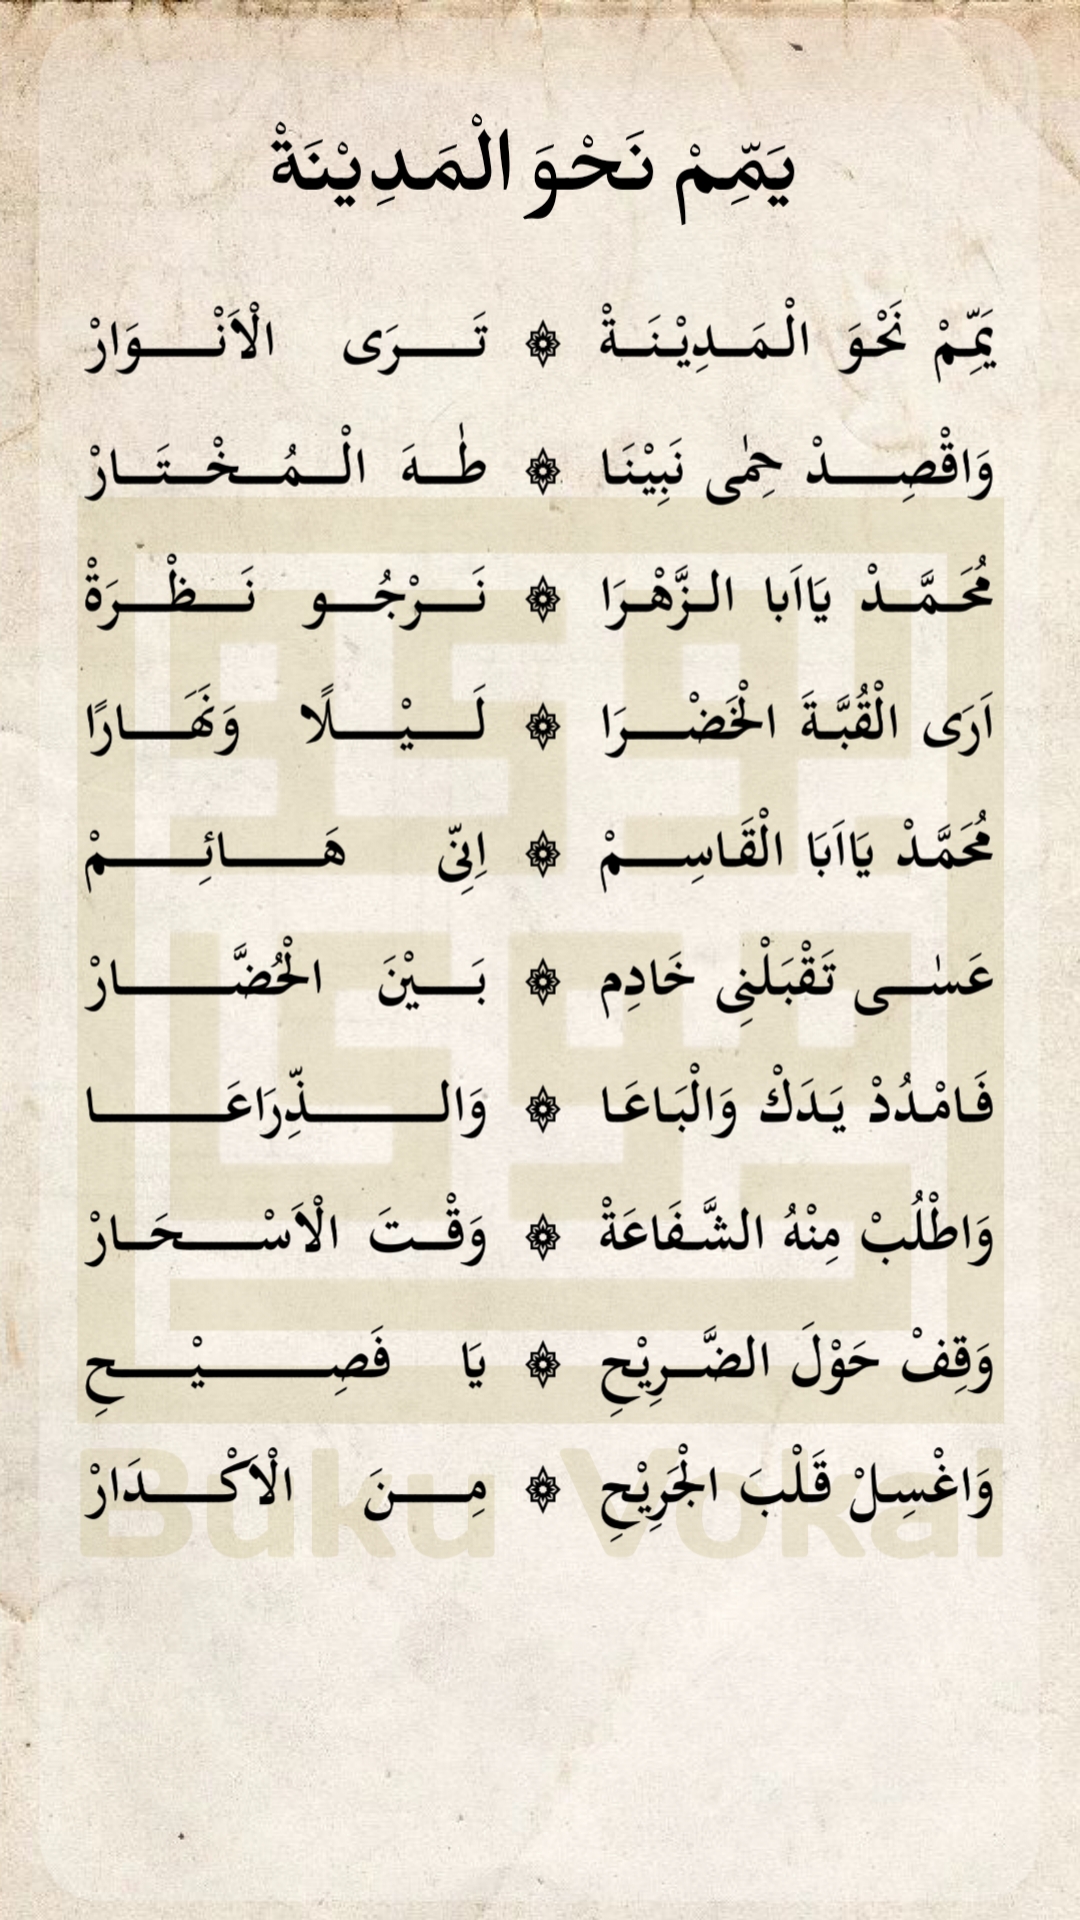 يَمِّمْ نَحْوَ الْمَدِيْنَةْ
يَمِّمْ نَحْوَ الْمَدِيْنَةْ ۞ تَرَى الْاَنْوَارْ
وَاقْصِدْ حِمٰى نَبِيْنَا ۞ طٰهَ الْمُخْتَارْ
مُحَمَّدْ يَااَبا الزَّهْرَا ۞ نَرْجُو نَظْرَةْ
اَرَى الْقُبَّةَ الْخَضْرَا ۞ لَيْلًا وَنَهَارًا
مُحَمَّدْ يَااَبَا الْقَاسِمْ ۞ اِنِّى هَائِمْ
عَسٰى تَقْبَلْنِى خَادِم ۞ بَيْنَ الْحُضَّارْ
فَامْدُدْ يَدَكْ وَالْبَاعَا ۞ وَالذِّرَاعَا
وَاطْلُبْ مِنْهُ الشَّفَاعَةْ ۞ وَقْتَ الْاَسْحَارْ
وَقِفْ حَوْلَ الضَّرِيْحِ ۞ يَا فَصِيْحِ
وَاغْسِلْ قَلْبَ الْجَرِيْحِ ۞ مِنَ الْاَكْدَارْ
Buku Vokal